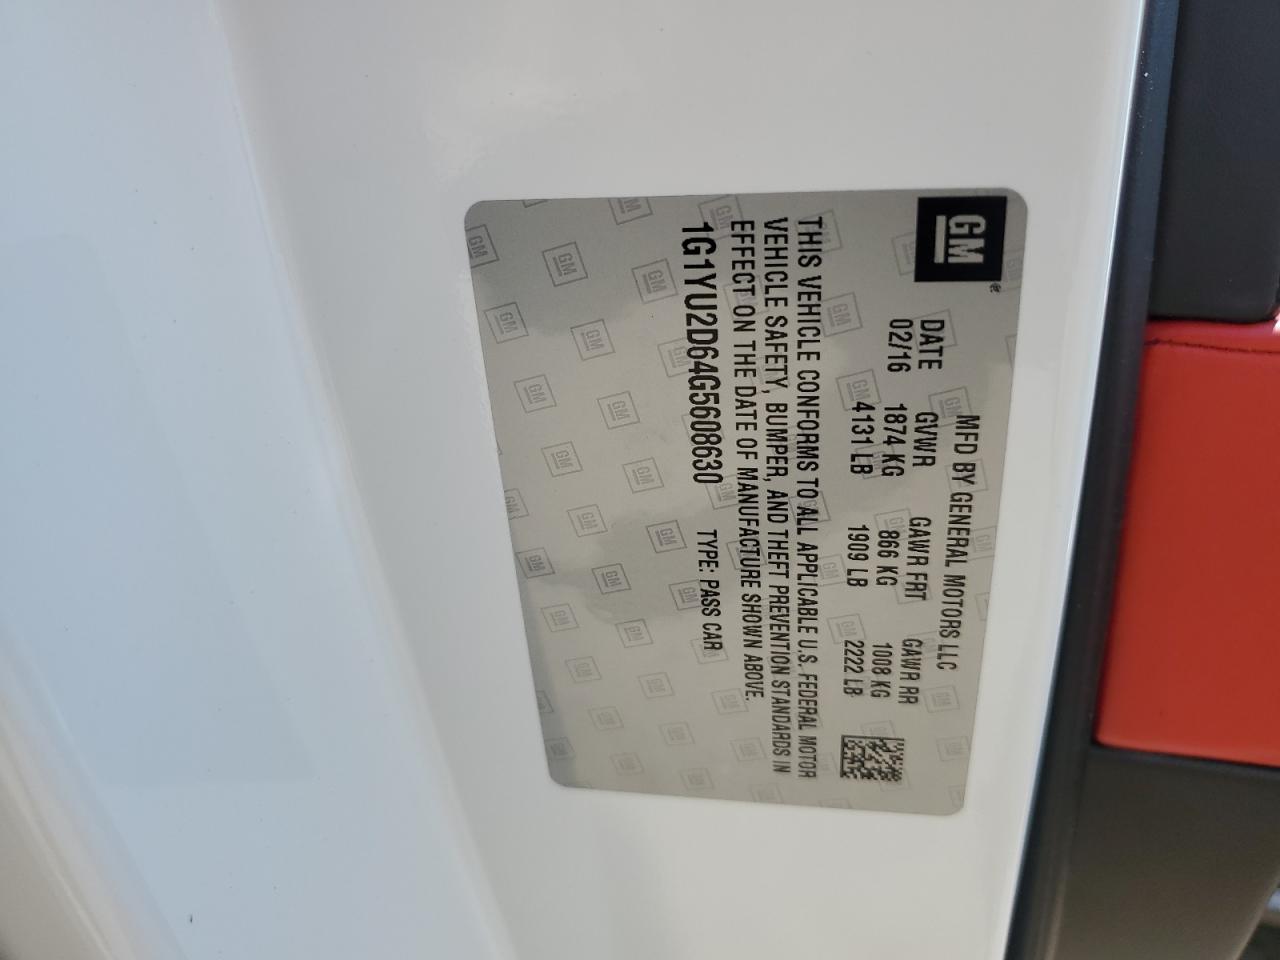 GM
MFD BY GENERAL MOTORS LLC
DATE GVWR GAWR FRT GAWR RR
02/16 1874 KG 866 KG 1008 KG
4131 LB 1909 LB 2222 LB
THIS VEHICLE CONFORMS TO ALL APPLICABLE U.S. FEDERAL MOTOR
VEHICLE SAFETY, BUMPER, AND THEFT PREVENTION STANDARDS IN
EFFECT ON THE DATE OF MANUFACTURE SHOWN ABOVE.
1G1YU2D64G5608630 TYPE: PASS CAR